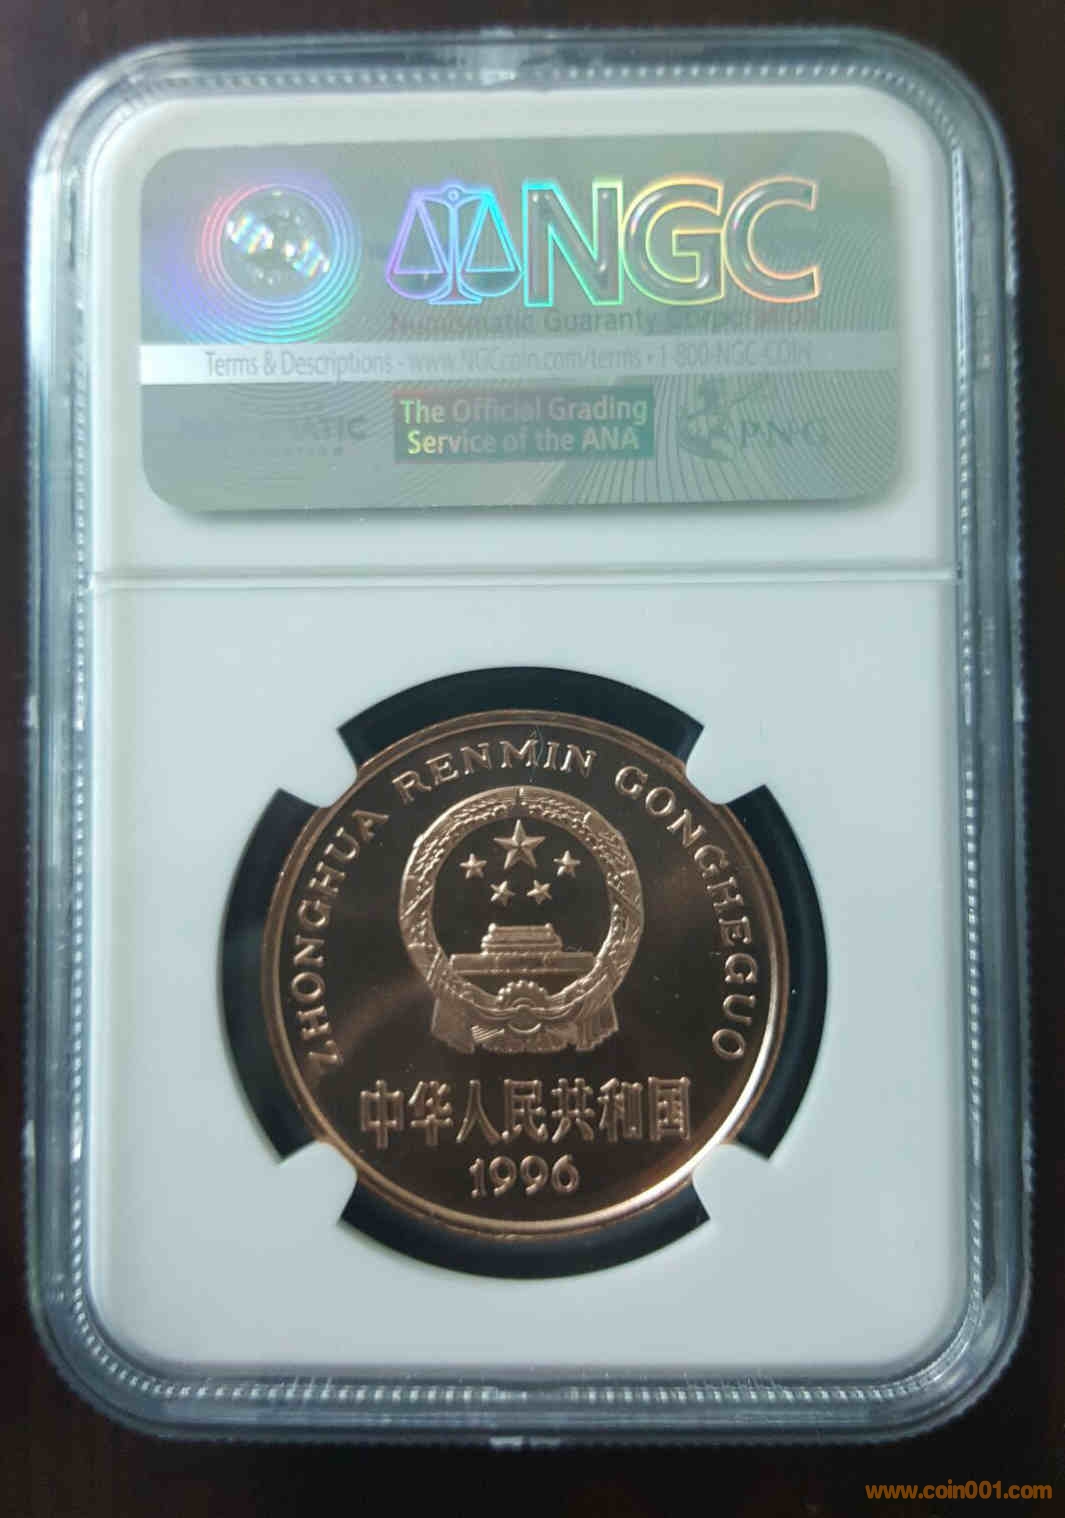 NGC
Numismatic Guaranty Corporation
Terms & Descriptions - www.NGCcoin.com/terms • 1-800-NGC-COIN
The Official Grading
Service of the ANA
PNG
ZHONGHUA RENMIN GONGHEGUO
中华人民共和国
1996
www.coin001.com